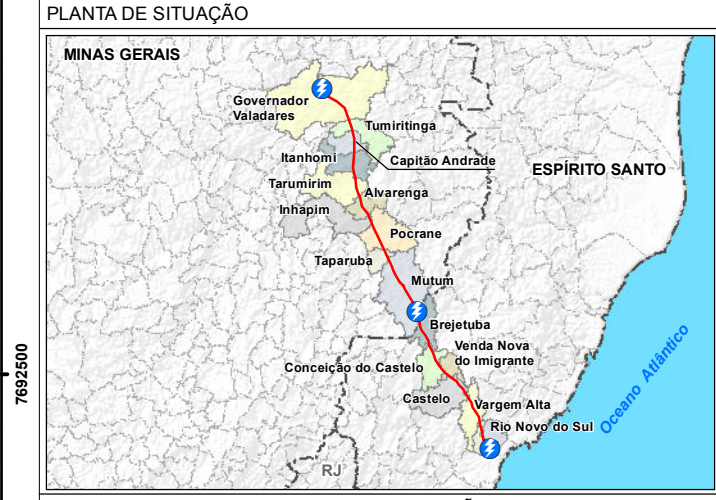 PLANTA DE SITUAÇÃO
MINAS GERAIS
Governador
Valadares
Tumiritinga
Itanhomi
Capitão Andrade
ESPÍRITO SANTO
Tarumirim
Alvarenga
Inhapim
Pocrane
Taparuba
Mutum
Brejetuba
Venda Nova
do Imigrante
Conceição do Castelo
Castelo
Vargem Alta
Rio Novo do Sul
Oceano Atlântico
RJ
7692500